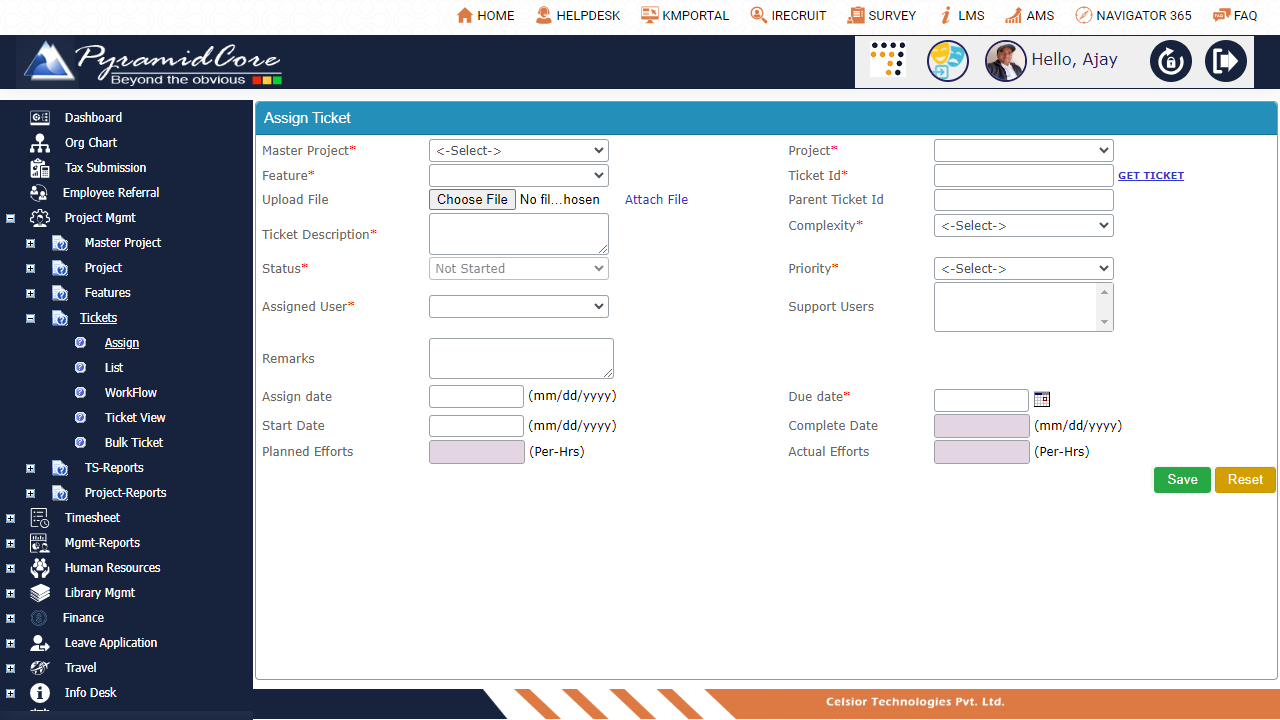 HOME HELPDESK KMPORTAL IRECRUIT SURVEY LMS AMS NAVIGATOR 365 FAQ
PyramidCore
Beyond the obvious
Hello, Ajay
Dashboard
Org Chart
Tax Submission
Employee Referral
Project Mgmt
Master Project
Project
Features
Tickets
Assign
List
WorkFlow
Ticket View
Bulk Ticket
TS-Reports
Project-Reports
Timesheet
Mgmt-Reports
Human Resources
Library Mgmt
Finance
Leave Application
Travel
Info Desk
Assign Ticket
Master Project* <-Select-> Project*
Feature* Ticket Id* GET TICKET
Upload File Choose File No fil...hosen Attach File Parent Ticket Id
Ticket Description* Complexity* <-Select->
Status* Not Started Priority* <-Select->
Assigned User* Support Users
Remarks
Assign date (mm/dd/yyyy) Due date*
Start Date (mm/dd/yyyy) Complete Date (mm/dd/yyyy)
Planned Efforts (Per-Hrs) Actual Efforts (Per-Hrs)
Save Reset
Celsior Technologies Pvt. Ltd.